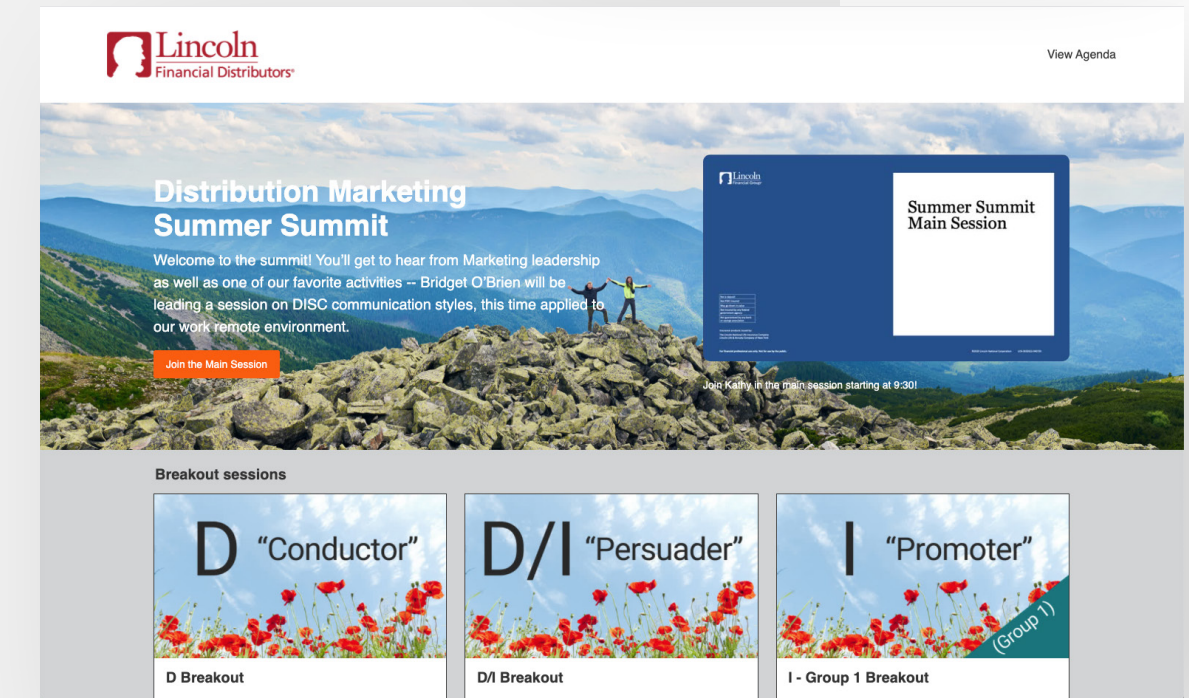 Lincoln
Financial Distributors®
View Agenda
Distribution Marketing
Summer Summit
Welcome to the summit! You'll get to hear from Marketing leadership
as well as one of our favorite activities -- Bridget O'Brien will be
leading a session on DISC communication styles, this time applied to
our work remote environment.
Join the Main Session
Lincoln
Financial Group
Summer Summit
Main Session
Join Kathy in the main session starting at 9:30!
Breakout sessions
D "Conductor"
D/I "Persuader"
I "Promoter"
(Group 1)
D Breakout
D/I Breakout
I - Group 1 Breakout